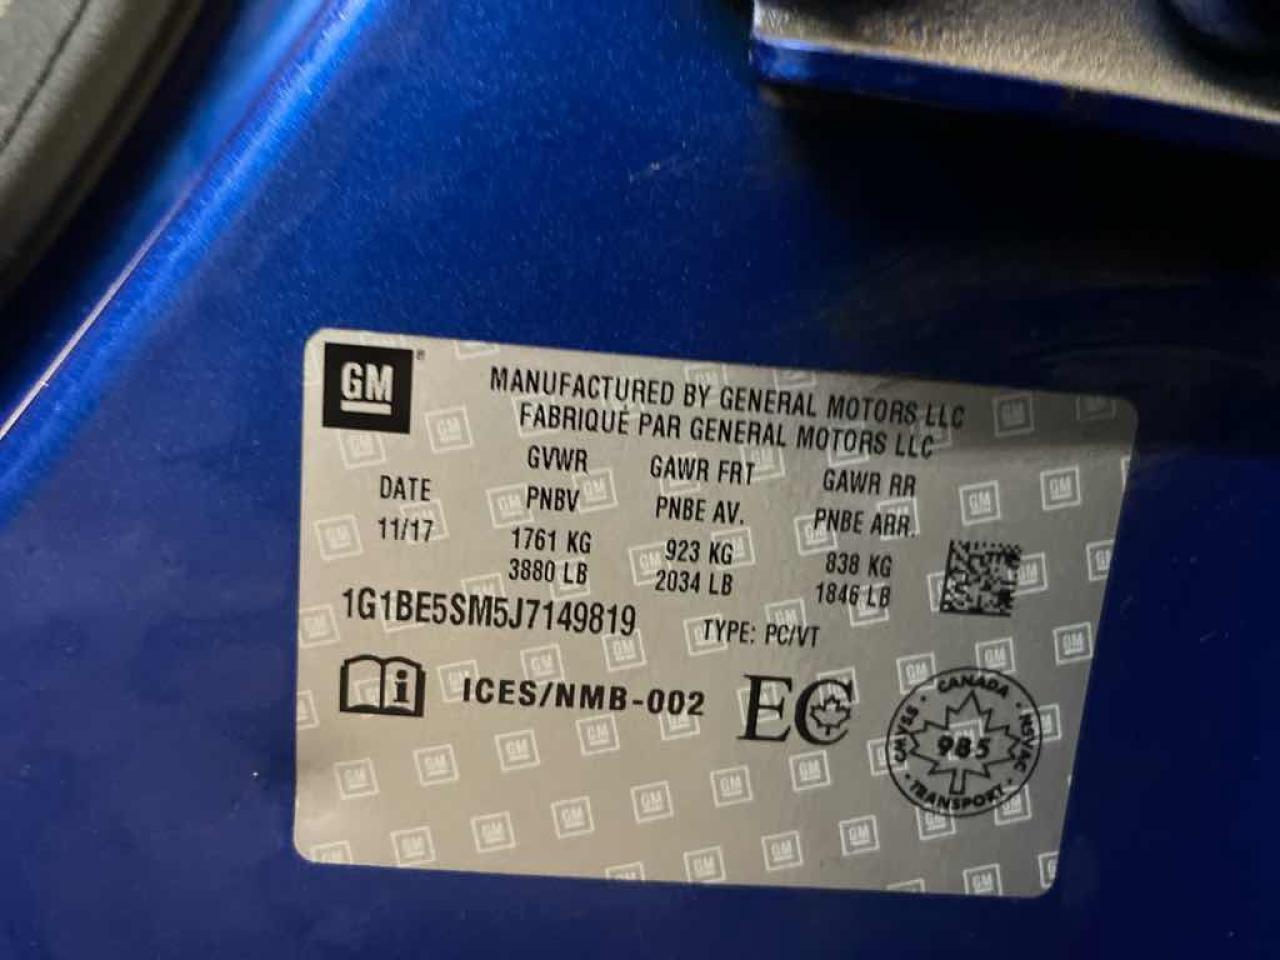 GM
MANUFACTURED BY GENERAL MOTORS LLC
FABRIQUÉ PAR GENERAL MOTORS LLC
DATE
11/17
GVWR
PNBV
1761 KG
3880 LB
GAWR FRT
PNBE AV.
923 KG
2034 LB
GAWR RR
PNBE ARR.
838 KG
1846 LB
1G1BE5SM5J7149819
TYPE: PC/VT
i
ICES/NMB-002
EC
CANADA
CMVSS
985
NSVAC
TRANSPORT